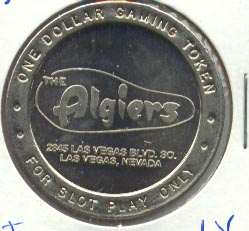 ONE DOLLAR GAMING TOKEN
THE
Algiers
2845 LAS VEGAS BLVD. SO.
LAS VEGAS, NEVADA
FOR SLOT PLAY ONLY